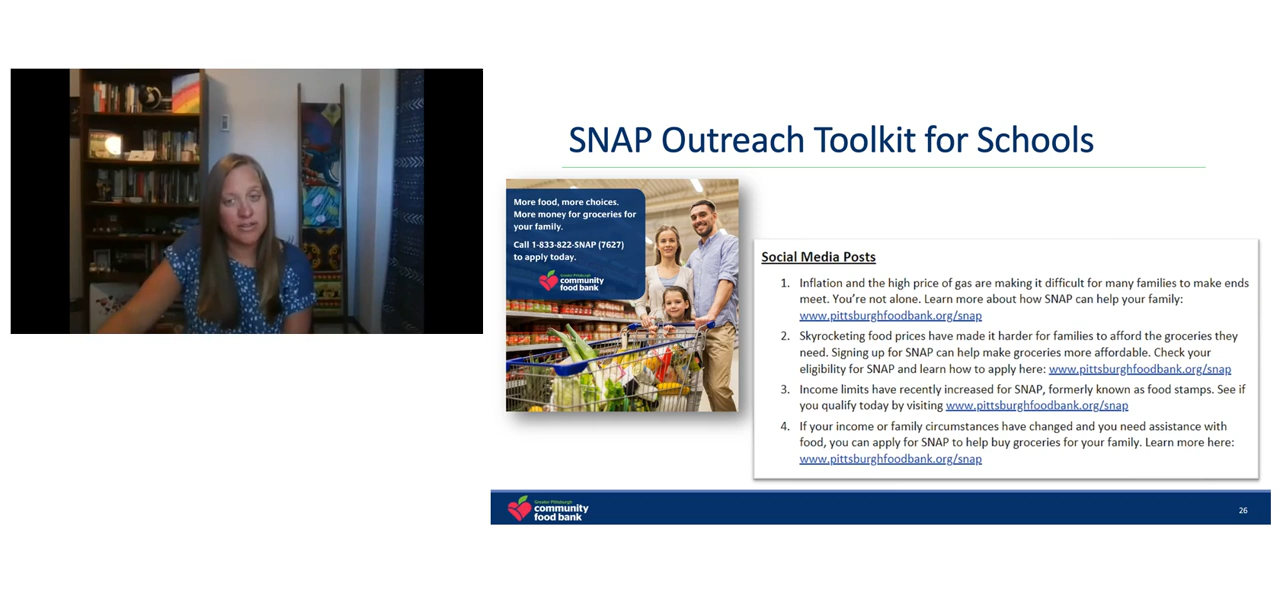 SNAP Outreach Toolkit for Schools
More food, more choices.
More money for groceries for
your family.
Call 1-833-822-SNAP (7627)
to apply today.
Greater Pittsburgh
community
food bank
Social Media Posts
1. Inflation and the high price of gas are making it difficult for many families to make ends
meet. You’re not alone. Learn more about how SNAP can help your family:
www.pittsburghfoodbank.org/snap
2. Skyrocketing food prices have made it harder for families to afford the groceries they
need. Signing up for SNAP can help make groceries more affordable. Check your
eligibility for SNAP and learn how to apply here: www.pittsburghfoodbank.org/snap
3. Income limits have recently increased for SNAP, formerly known as food stamps. See if
you qualify today by visiting www.pittsburghfoodbank.org/snap
4. If your income or family circumstances have changed and you need assistance with
food, you can apply for SNAP to help buy groceries for your family. Learn more here:
www.pittsburghfoodbank.org/snap
Greater Pittsburgh
community
food bank
26